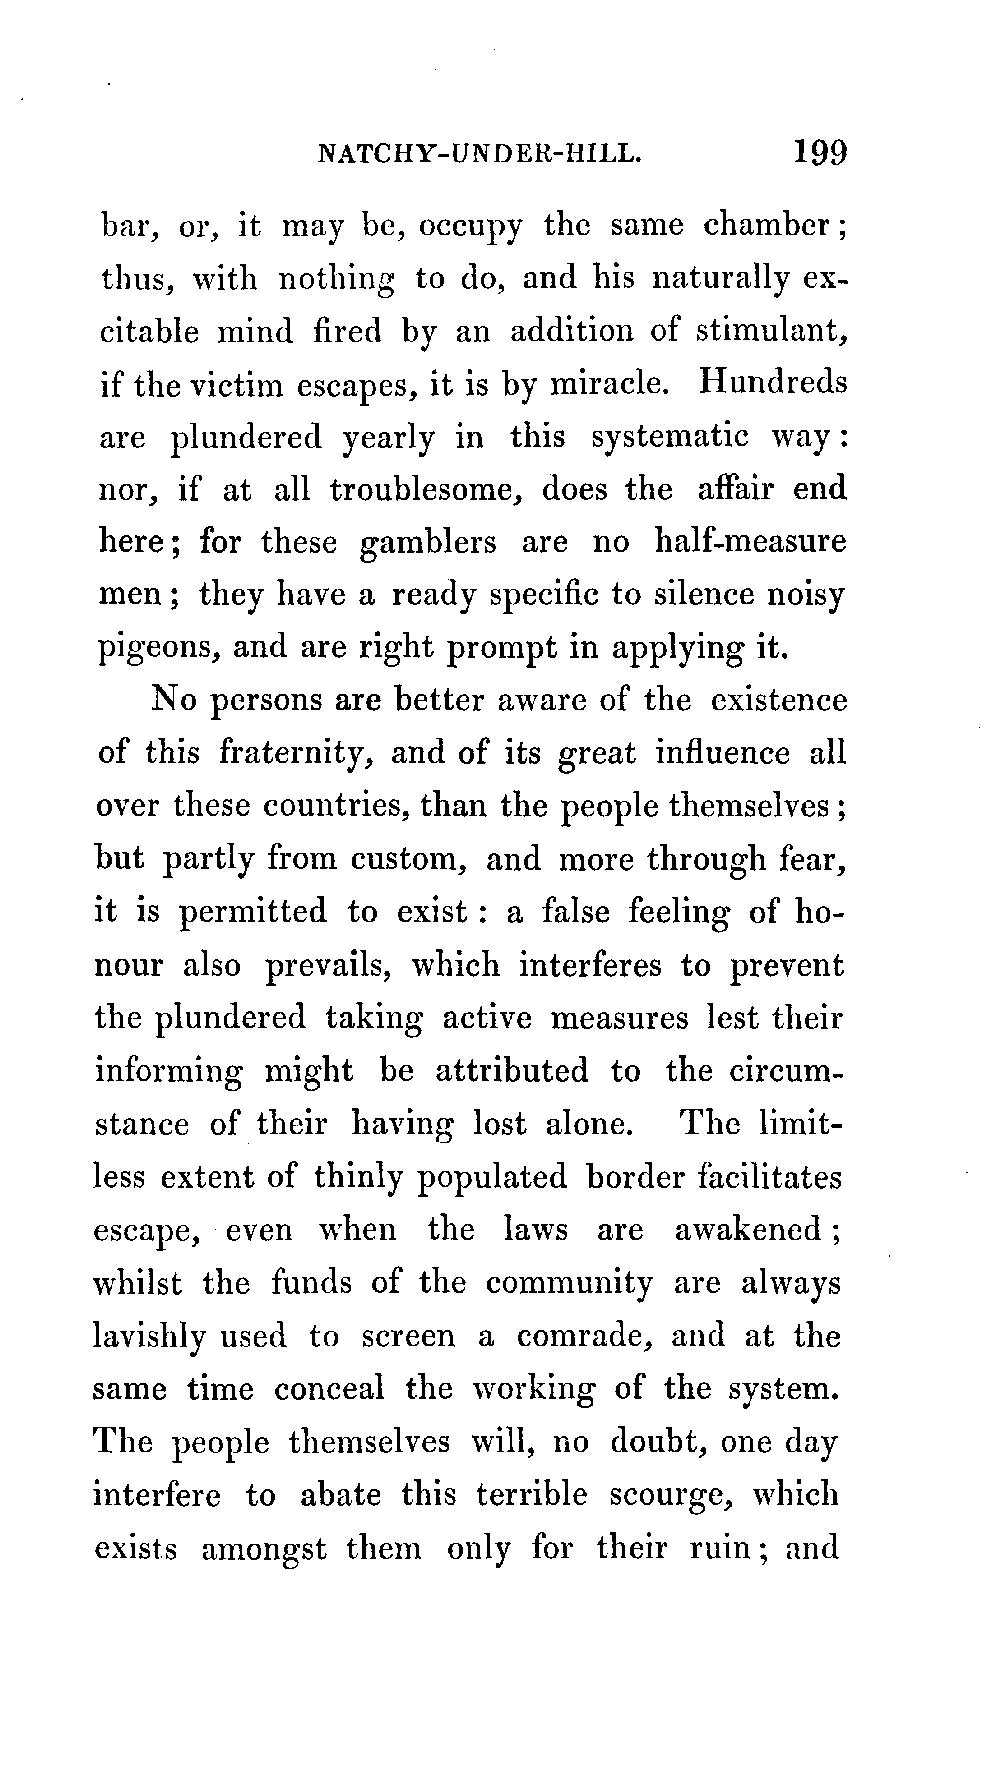 NATCHY-UNDER-HILL. 199
bar, or, it may be, occupy the same chamber;
thus, with nothing to do, and his naturally ex-
citable mind fired by an addition of stimulant,
if the victim escapes, it is by miracle. Hundreds
are plundered yearly in this systematic way:
nor, if at all troublesome, does the affair end
here; for these gamblers are no half-measure
men; they have a ready specific to silence noisy
pigeons, and are right prompt in applying it.
No persons are better aware of the existence
of this fraternity, and of its great influence all
over these countries, than the people themselves;
but partly from custom, and more through fear,
it is permitted to exist: a false feeling of ho-
nour also prevails, which interferes to prevent
the plundered taking active measures lest their
informing might be attributed to the circum-
stance of their having lost alone. The limit-
less extent of thinly populated border facilitates
escape, even when the laws are awakened;
whilst the funds of the community are always
lavishly used to screen a comrade, and at the
same time conceal the working of the system.
The people themselves will, no doubt, one day
interfere to abate this terrible scourge, which
exists amongst them only for their ruin; and